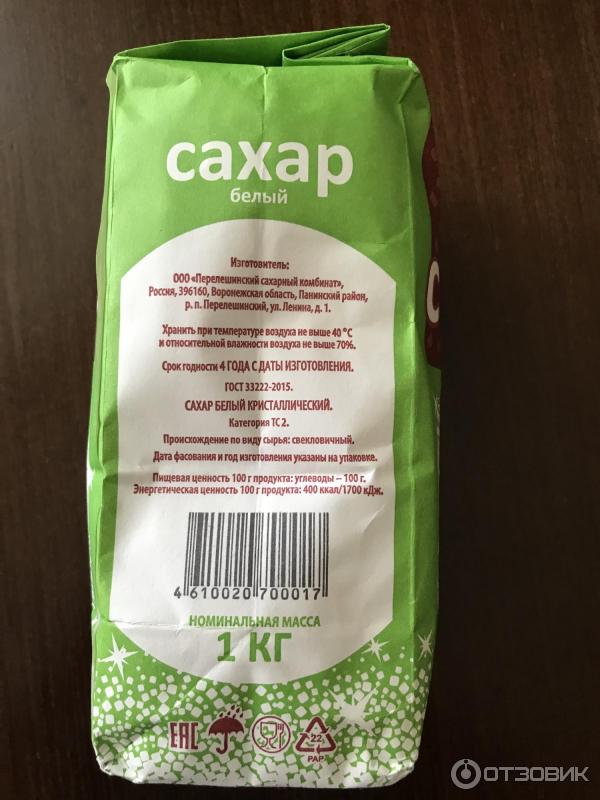 сахар
белый
Изготовитель:
ООО «Перелешинский сахарный комбинат»,
Россия, 396160, Воронежская область, Панинский район,
р. п. Перелешинский, ул. Ленина, д. 1.
Хранить при температуре воздуха не выше 40 °С
и относительной влажности воздуха не выше 70%.
Срок годности 4 ГОДА С ДАТЫ ИЗГОТОВЛЕНИЯ.
ГОСТ 33222-2015.
САХАР БЕЛЫЙ КРИСТАЛЛИЧЕСКИЙ.
Категория ТС 2.
Происхождение по виду сырья: свекловичный.
Дата фасования и год изготовления указаны на упаковке.
Пищевая ценность 100 г продукта: углеводы – 100 г.
Энергетическая ценность 100 г продукта: 400 ккал/1700 кДж.
4 610020 700017
НОМИНАЛЬНАЯ МАССА
1 КГ
EAC
22
PAP
ОТЗОВИК